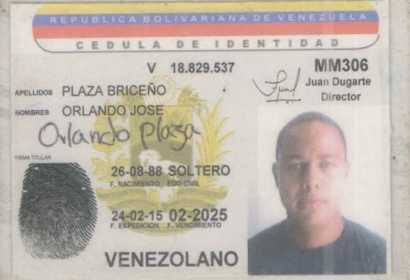 REPUBLICA BOLIVARIANA DE VENEZUELA
CEDULA DE IDENTIDAD
V 18.829.537
MM306
Juan Dugarte
Director
APELLIDOS PLAZA BRICEÑO
NOMBRES ORLANDO JOSE
Orlando Plaza
FIRMA TITULAR
26-08-88 SOLTERO
F. NACIMIENTO EDO CIVIL
24-02-15 02-2025
F. EXPEDICION F. VENCIMIENTO
VENEZOLANO